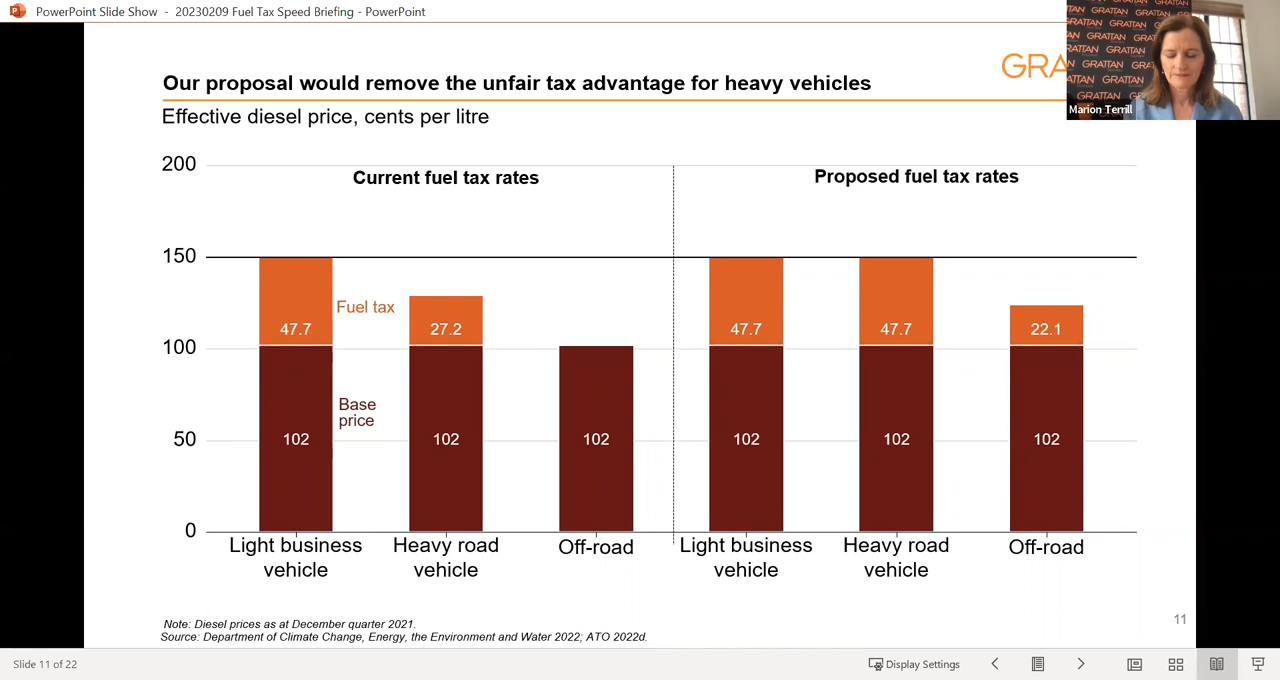 PowerPoint Slide Show - 20230209 Fuel Tax Speed Briefing - PowerPoint
GRATTAN
Marion Terrill
GRA
Our proposal would remove the unfair tax advantage for heavy vehicles
Effective diesel price, cents per litre
200
150
100
50
0
Current fuel tax rates
47.7
Fuel tax
27.2
Base
price
102
102
102
Light business
vehicle
Heavy road
vehicle
Off-road
Proposed fuel tax rates
47.7
47.7
22.1
102
102
102
Light business
vehicle
Heavy road
vehicle
Off-road
Note: Diesel prices as at December quarter 2021.
Source: Department of Climate Change, Energy, the Environment and Water 2022; ATO 2022d.
11
Slide 11 of 22
Display Settings